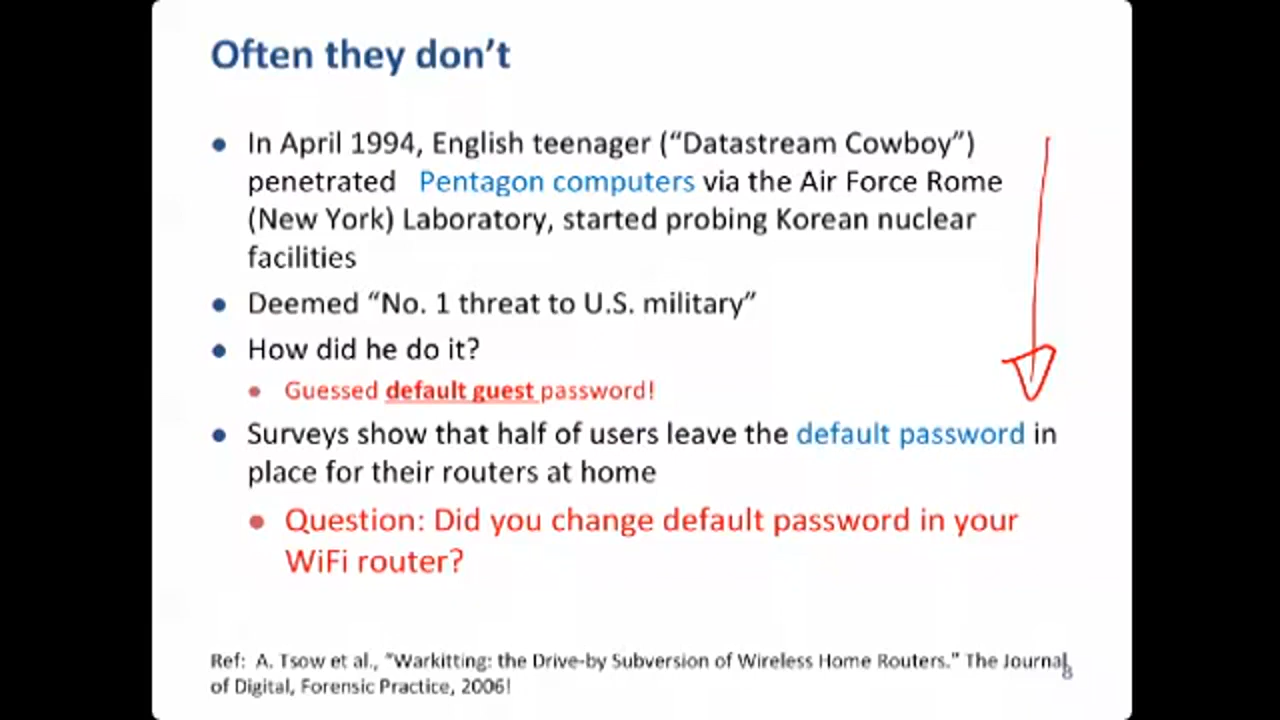 Often they don't
• In April 1994, English teenager ("Datastream Cowboy")
penetrated Pentagon computers via the Air Force Rome
(New York) Laboratory, started probing Korean nuclear
facilities
• Deemed "No. 1 threat to U.S. military"
• How did he do it?
• Guessed default guest password!
• Surveys show that half of users leave the default password in
place for their routers at home
• Question: Did you change default password in your
WiFi router?
Ref: A. Tsow et al., "Warkitting: the Drive-by Subversion of Wireless Home Routers." The Journal
of Digital, Forensic Practice, 2006!
8